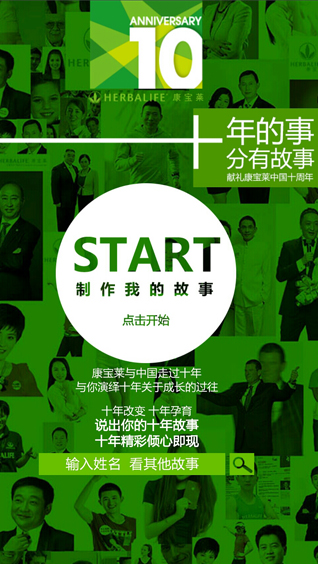 ANNIVERSARY
10
HERBALIFE 康宝莱
十年的事
十分有故事
献礼康宝莱中国十周年
START
制作我的故事
点击开始
康宝莱与中国走过十年
与你演绎十年关于成长的过往
十年改变 十年孕育
说出你的十年故事
十年精彩倾心即现
输入姓名 看其他故事